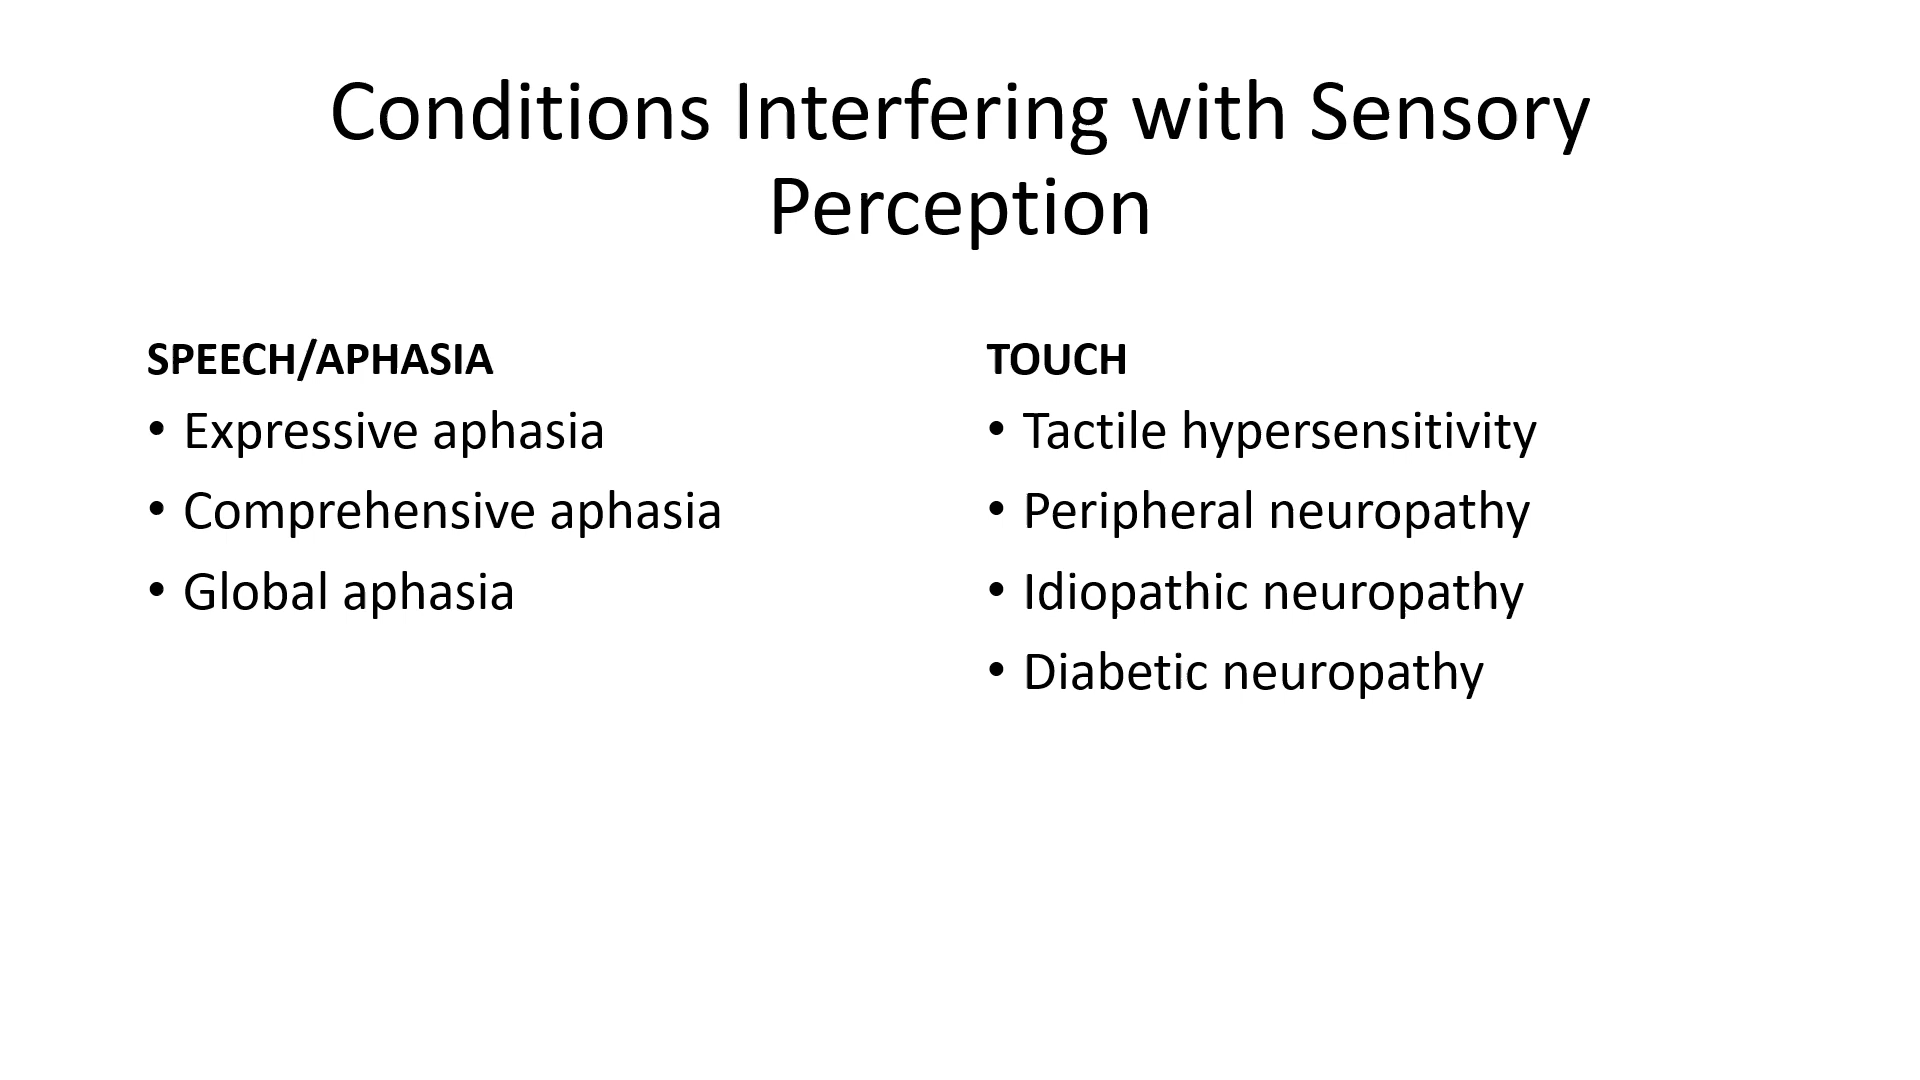 Conditions Interfering with Sensory
Perception
SPEECH/APHASIA
• Expressive aphasia
• Comprehensive aphasia
• Global aphasia
TOUCH
• Tactile hypersensitivity
• Peripheral neuropathy
• Idiopathic neuropathy
• Diabetic neuropathy